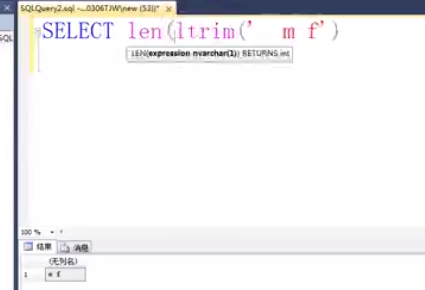 SQLQuery2.sql -...0306TJW\new (53))*
SQL
SELECT len(ltrim('   m f')
LEN(expression nvarchar(1)) RETURNS int
100 %
结果 消息
(无列名)
1 m f